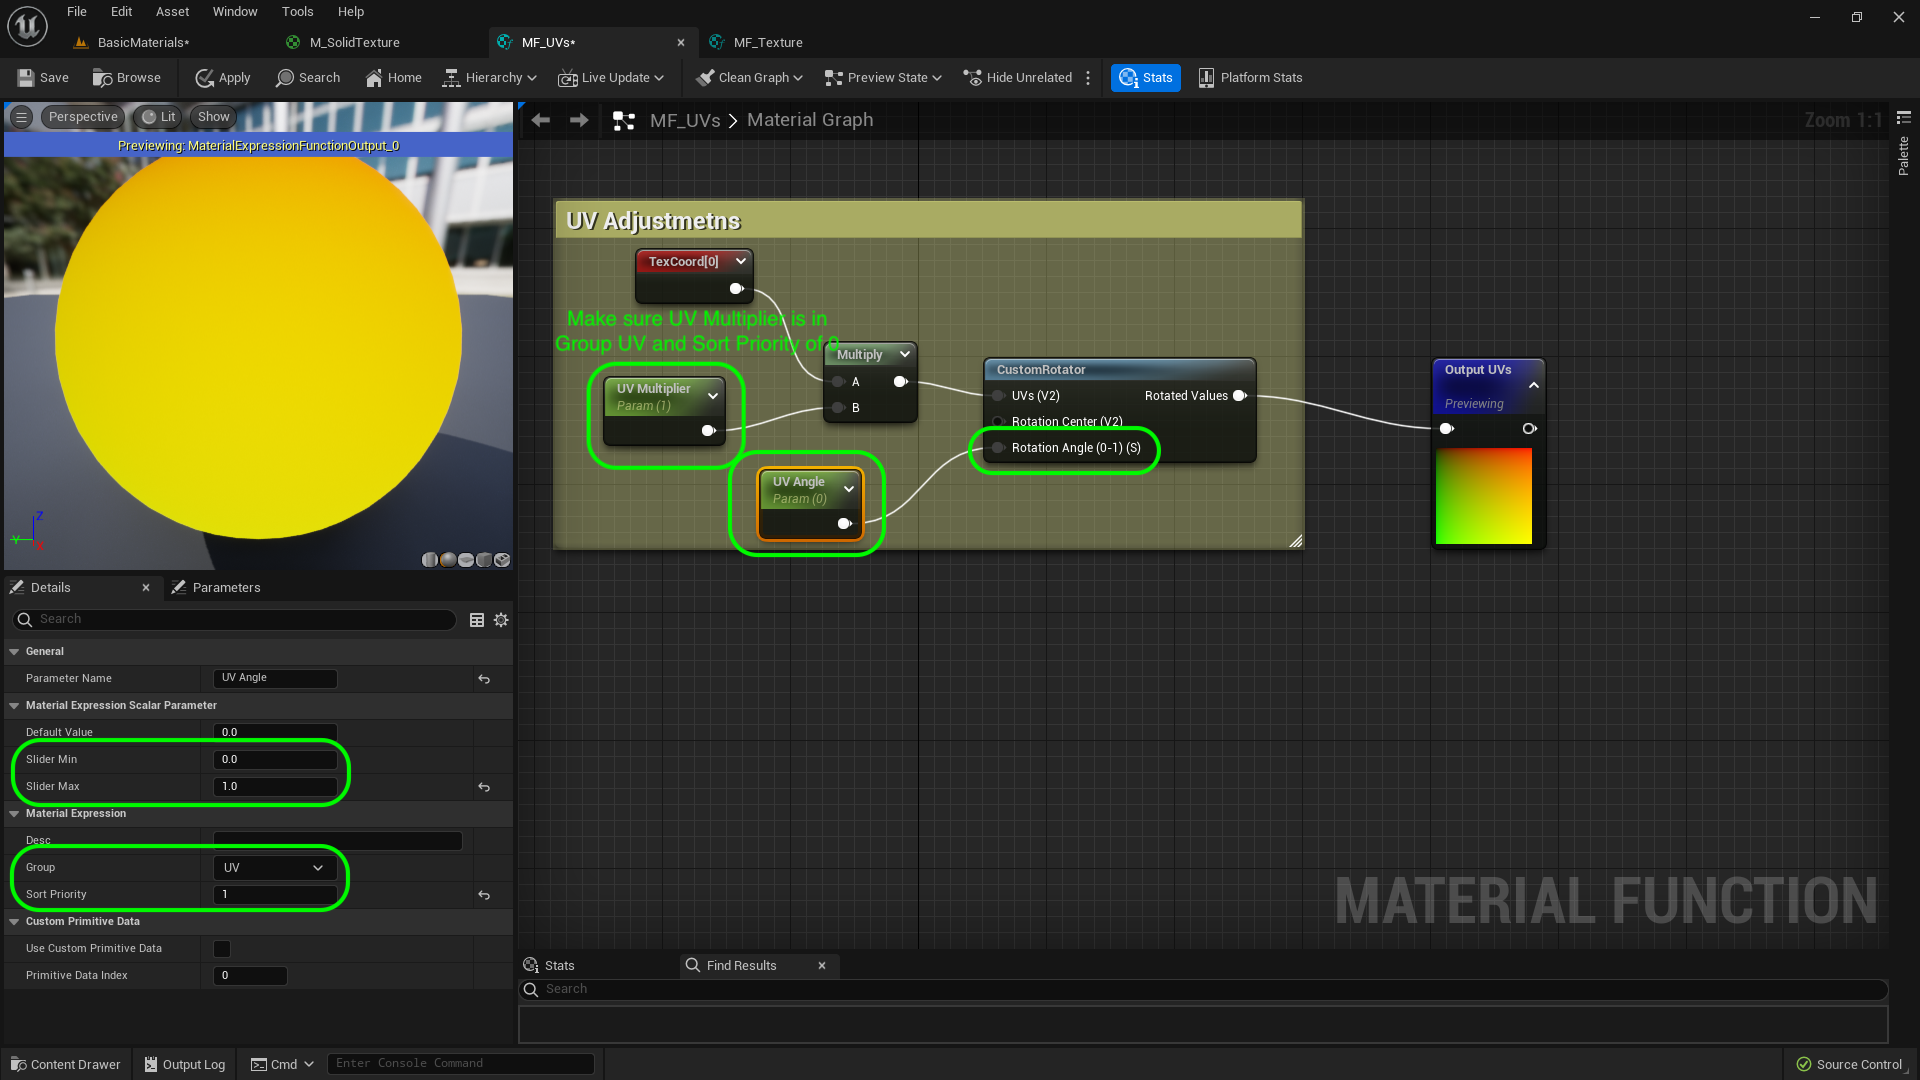 File Edit Asset Window Tools Help
BasicMaterials* M_SolidTexture MF_UVs* MF_Texture
Save Browse Apply Search Home Hierarchy Live Update Clean Graph Preview State Hide Unrelated Stats Platform Stats
Perspective Lit Show
Previewing: MaterialExpressionFunctionOutput_0
Z
Y
X
MF_UVs > Material Graph
Zoom 1:1
Palette
UV Adjustmetns
TexCoord[0]
Make sure UV Multiplier is in
Group UV and Sort Priority of 0
UV Multiplier
Param (1)
Multiply
A
B
UV Angle
Param (0)
CustomRotator
UVs (V2) Rotated Values
Rotation Center (V2)
Rotation Angle (0-1) (S)
Output UVs
Previewing
MATERIAL FUNCTION
Details Parameters
Search
General
Parameter Name UV Angle
Material Expression Scalar Parameter
Default Value 0.0
Slider Min 0.0
Slider Max 1.0
Material Expression
Desc
Group UV
Sort Priority 1
Custom Primitive Data
Use Custom Primitive Data
Primitive Data Index 0
Stats Find Results
Search
Content Drawer Output Log Cmd Enter Console Command Source Control